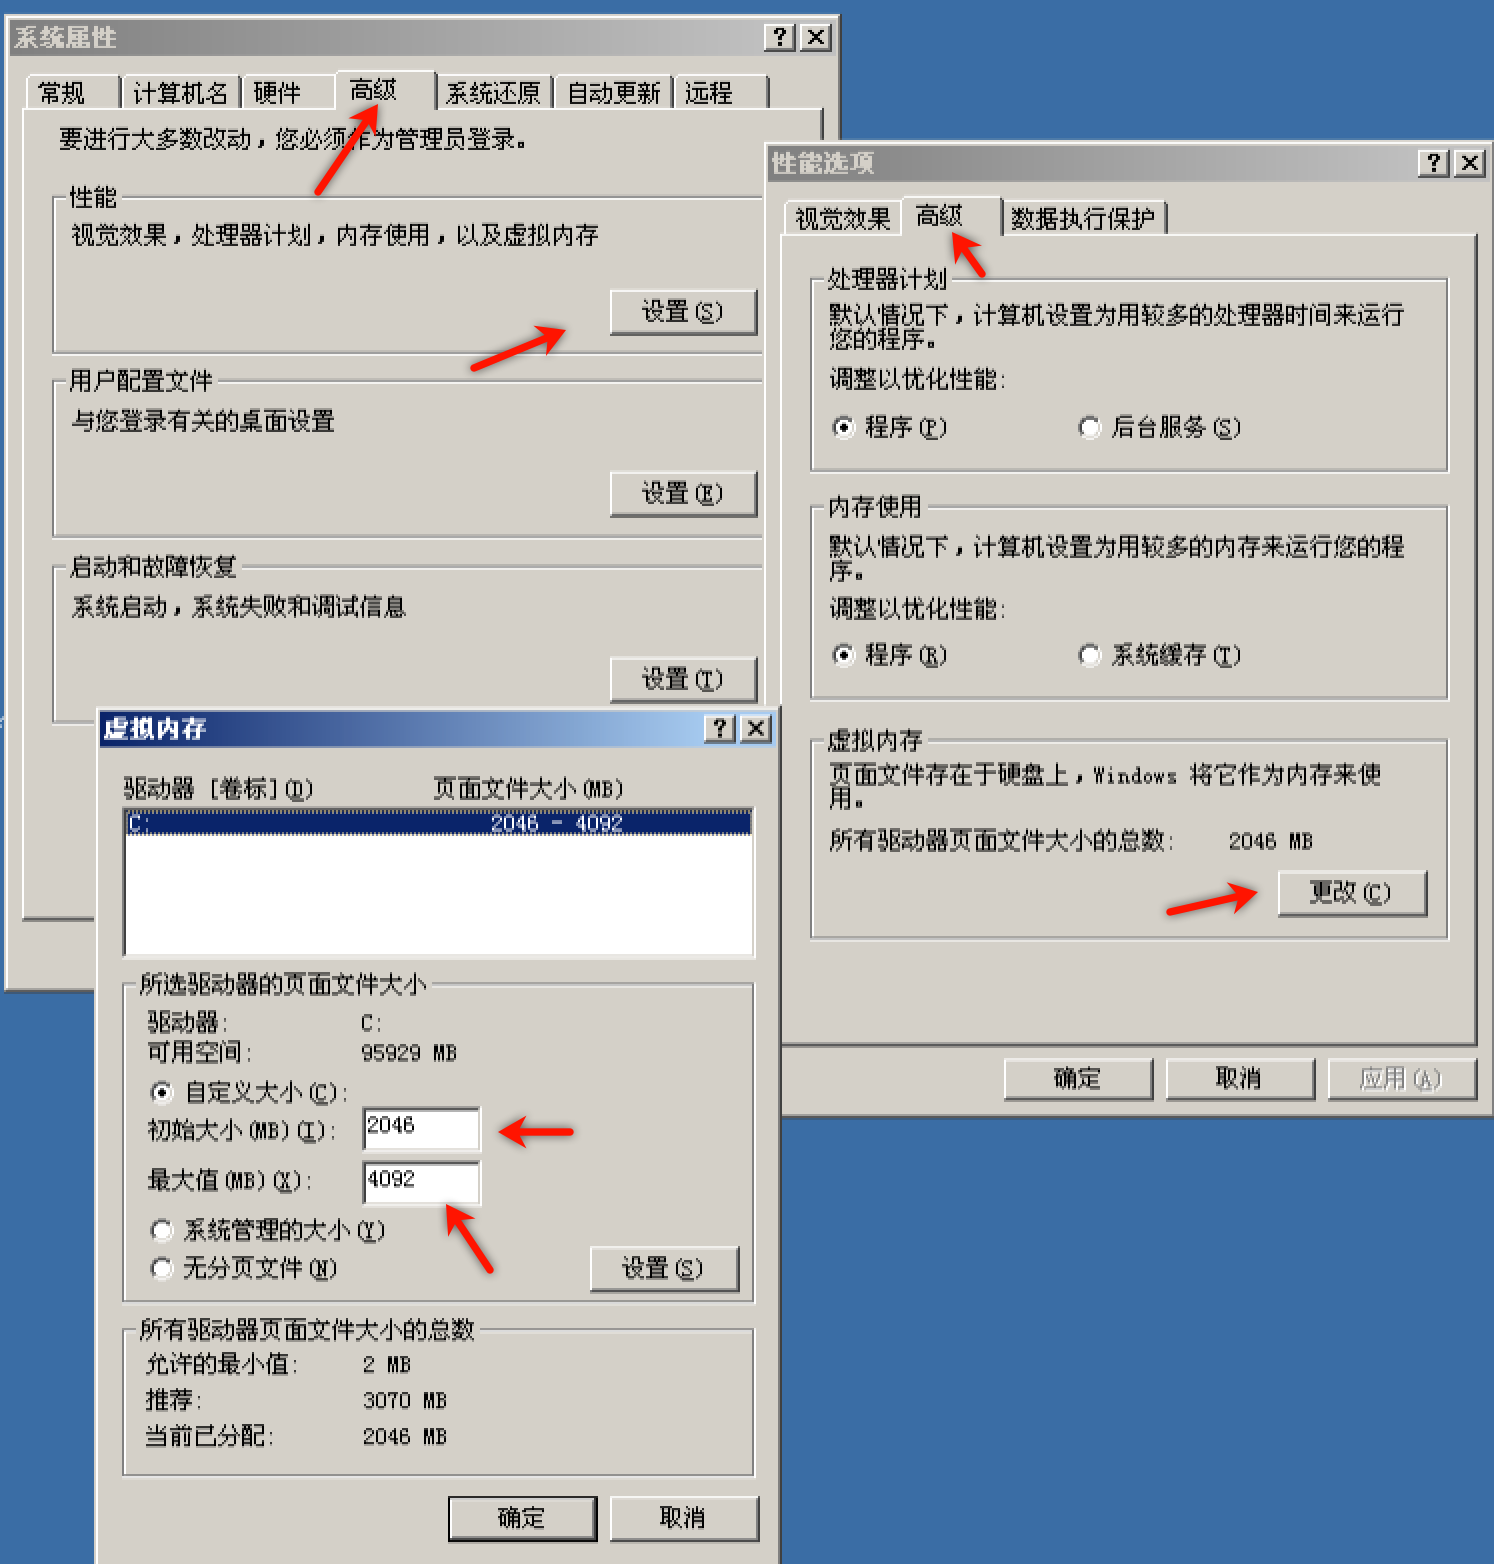 系统属性
常规 计算机名 硬件 高级 系统还原 自动更新 远程
要进行大多数改动，您必须作为管理员登录。
性能
视觉效果，处理器计划，内存使用，以及虚拟内存
设置(S)
用户配置文件
与您登录有关的桌面设置
设置(E)
启动和故障恢复
系统启动，系统失败和调试信息
设置(T)
性能选项
视觉效果 高级 数据执行保护
处理器计划
默认情况下，计算机设置为用较多的处理器时间来运行
您的程序。
调整以优化性能:
程序(P) 后台服务(S)
内存使用
默认情况下，计算机设置为用较多的内存来运行您的程
序。
调整以优化性能:
程序(R) 系统缓存(T)
虚拟内存
页面文件存在于硬盘上，Windows 将它作为内存来使
用。
所有驱动器页面文件大小的总数: 2046 MB
更改(C)
确定 取消 应用(A)
虚拟内存
驱动器 [卷标](D) 页面文件大小(MB)
C: 2046 - 4092
所选驱动器的页面文件大小
驱动器: C:
可用空间: 95929 MB
自定义大小(C):
初始大小(MB)(I): 2046
最大值(MB)(X): 4092
系统管理的大小(Y)
无分页文件(N) 设置(S)
所有驱动器页面文件大小的总数
允许的最小值: 2 MB
推荐: 3070 MB
当前已分配: 2046 MB
确定 取消